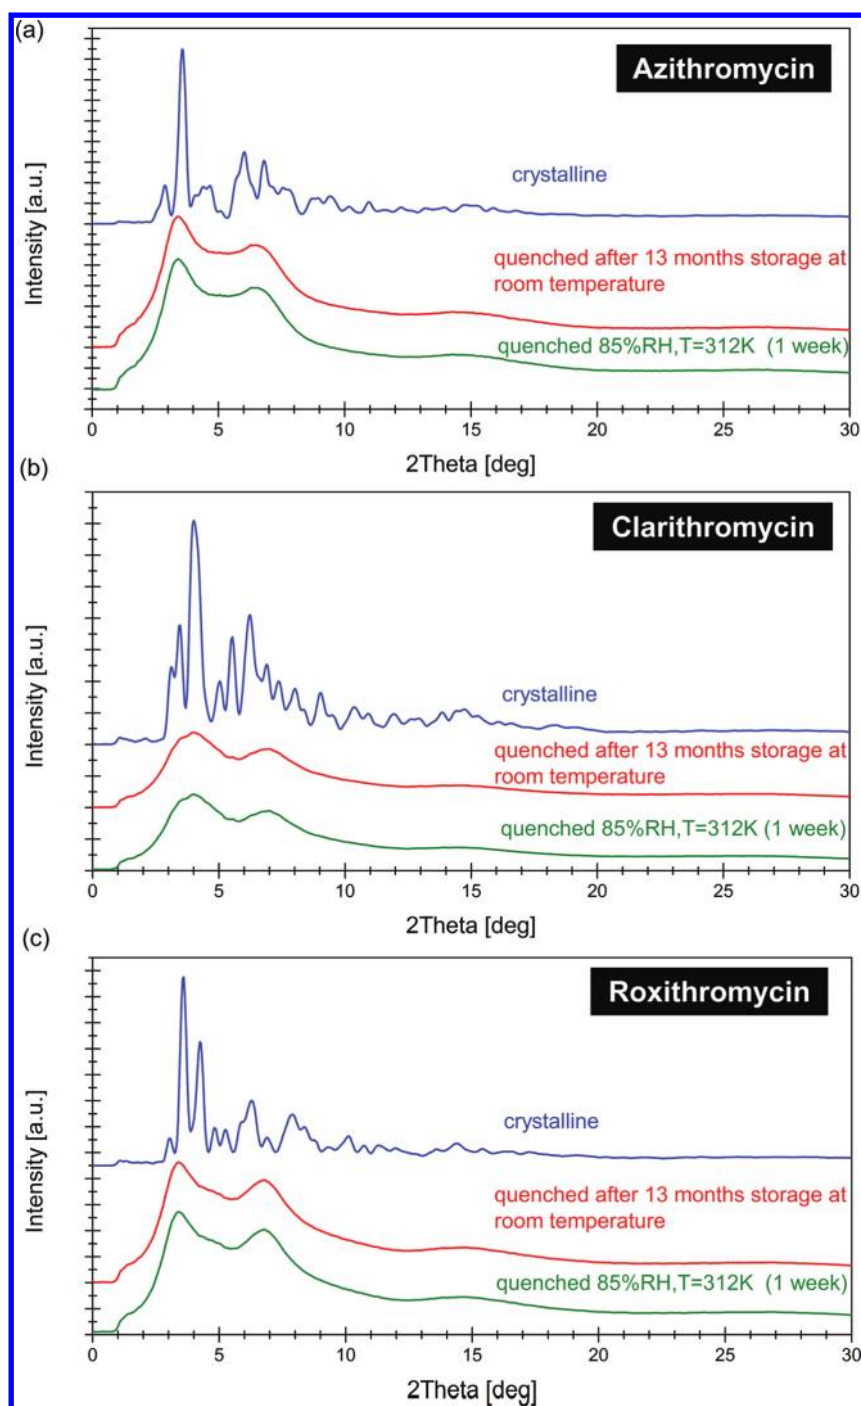 (a)
Azithromycin
Intensity [a.u.]
crystalline
quenched after 13 months storage at
room temperature
quenched 85%RH,T=312K (1 week)
0 5 10 15 20 25 30
2Theta [deg]
(b)
Clarithromycin
Intensity [a.u.]
crystalline
quenched after 13 months storage at
room temperature
quenched 85%RH,T=312K (1 week)
0 5 10 15 20 25 30
2Theta [deg]
(c)
Roxithromycin
Intensity [a.u.]
crystalline
quenched after 13 months storage at
room temperature
quenched 85%RH,T=312K (1 week)
0 5 10 15 20 25 30
2Theta [deg]